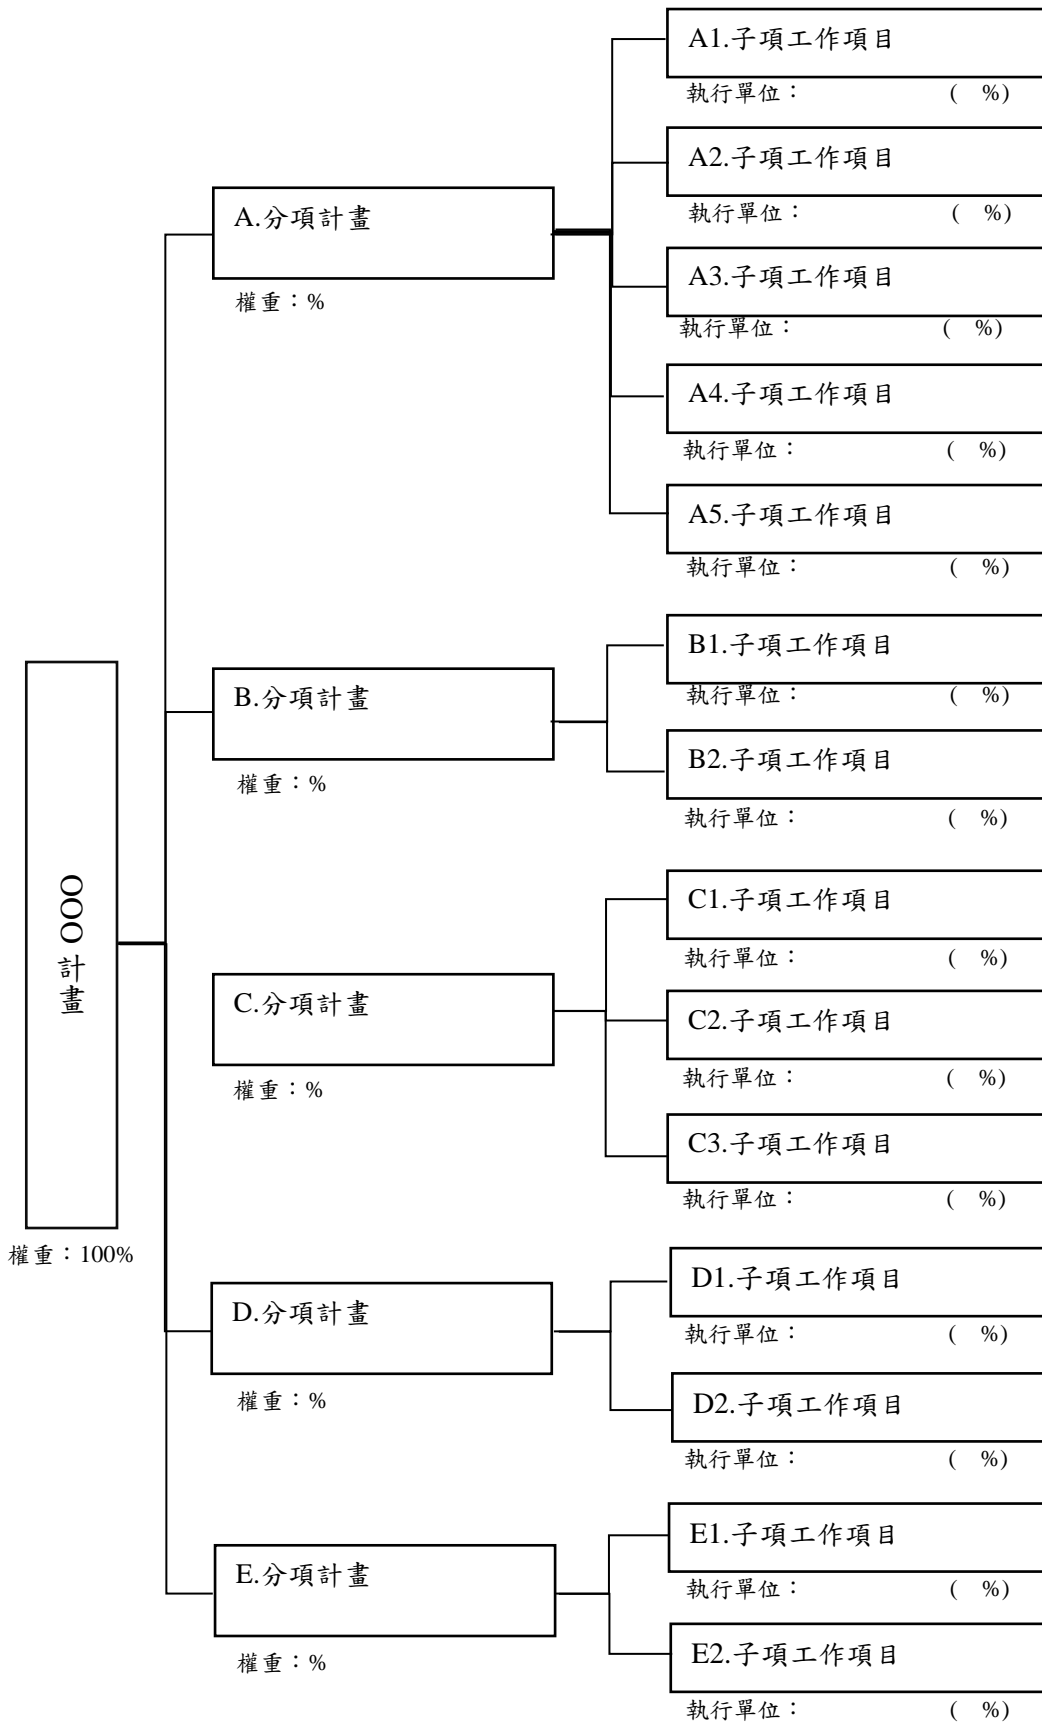 A1.子項工作項目
執行單位： ( %)
A2.子項工作項目
執行單位： ( %)
A.分項計畫
權重：%
A3.子項工作項目
執行單位： ( %)
A4.子項工作項目
執行單位： ( %)
A5.子項工作項目
執行單位： ( %)
B1.子項工作項目
執行單位： ( %)
B.分項計畫
權重：%
B2.子項工作項目
執行單位： ( %)
OOO計畫
權重：100%
C1.子項工作項目
執行單位： ( %)
C.分項計畫
權重：%
C2.子項工作項目
執行單位： ( %)
C3.子項工作項目
執行單位： ( %)
D1.子項工作項目
執行單位： ( %)
D.分項計畫
權重：%
D2.子項工作項目
執行單位： ( %)
E1.子項工作項目
執行單位： ( %)
E.分項計畫
權重：%
E2.子項工作項目
執行單位： ( %)